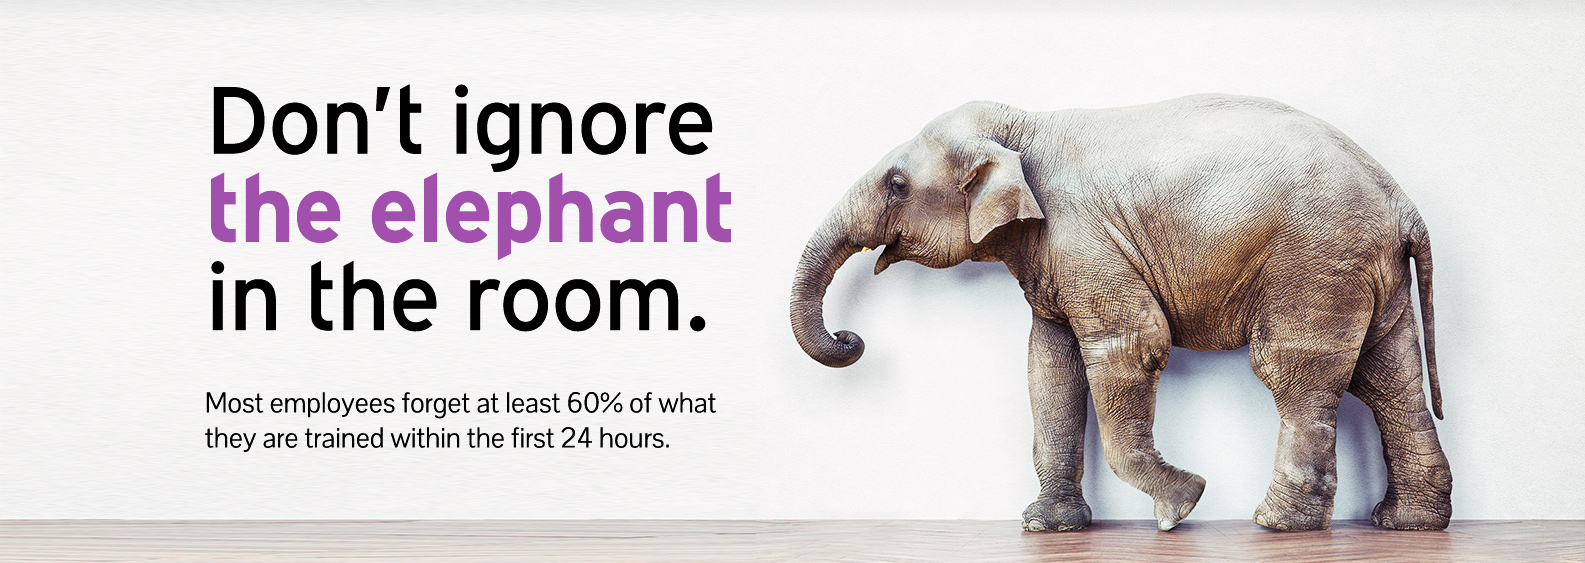 Don't ignore
the elephant
in the room.
Most employees forget at least 60% of what
they are trained within the first 24 hours.